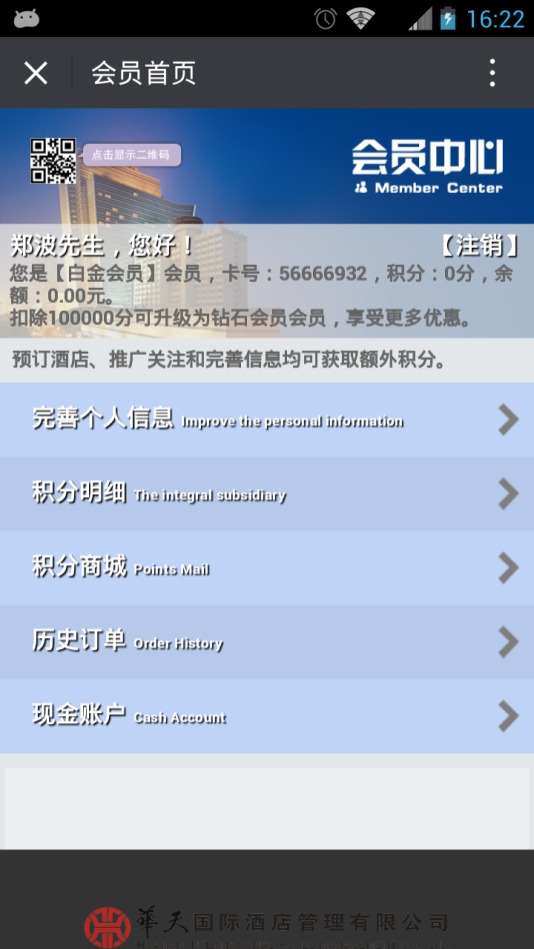 16:22
会员首页
点击显示二维码
会员中心
Member Center
郑波先生，您好！
【注销】
您是【白金会员】会员，卡号：56666932，积分：0分，余
额：0.00元。
扣除100000分可升级为钻石会员会员，享受更多优惠。
预订酒店、推广关注和完善信息均可获取额外积分。
完善个人信息 Improve the personal information
积分明细 The integral subsidiary
积分商城 Points Mail
历史订单 Order History
现金账户 Cash Account
華天国际酒店管理有限公司